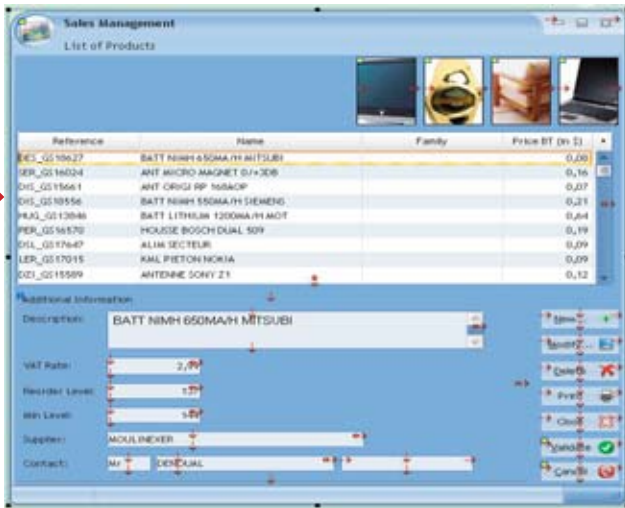 Sales Management
List of Products
Reference Name Family Price BT (in $)
DES_GS18627 BATT NIMH 650MA/H MITSUBI 0,08
SER_GS16024 ANT MICRO MAGNET 0/+3DB 0,16
DIS_GS15661 ANT ORIGI RP 168AOP 0,07
DIS_GS18556 BATT NIMH 550MA/H SIEMENS 0,21
HUG_GS13846 BATT LITHIUM 1200MA/H MOT 0,64
PER_GS16570 HOUSSE BOSCH DUAL 509 0,19
DSL_GS17647 ALIM SECTEUR 0,09
LER_GS17015 KML PIETON NOKIA 0,09
DZI_GS15589 ANTENNE SONY Z1 0,12
Additional Information
Description: BATT NIMH 650MA/H MITSUBI
New
Modify...
VAT Rate:
Delete
Reorder Level:
Print
Min Level:
Close
Supplier: MOULINEXER
Validate
Contact: Mr DENDUAL
Cancel